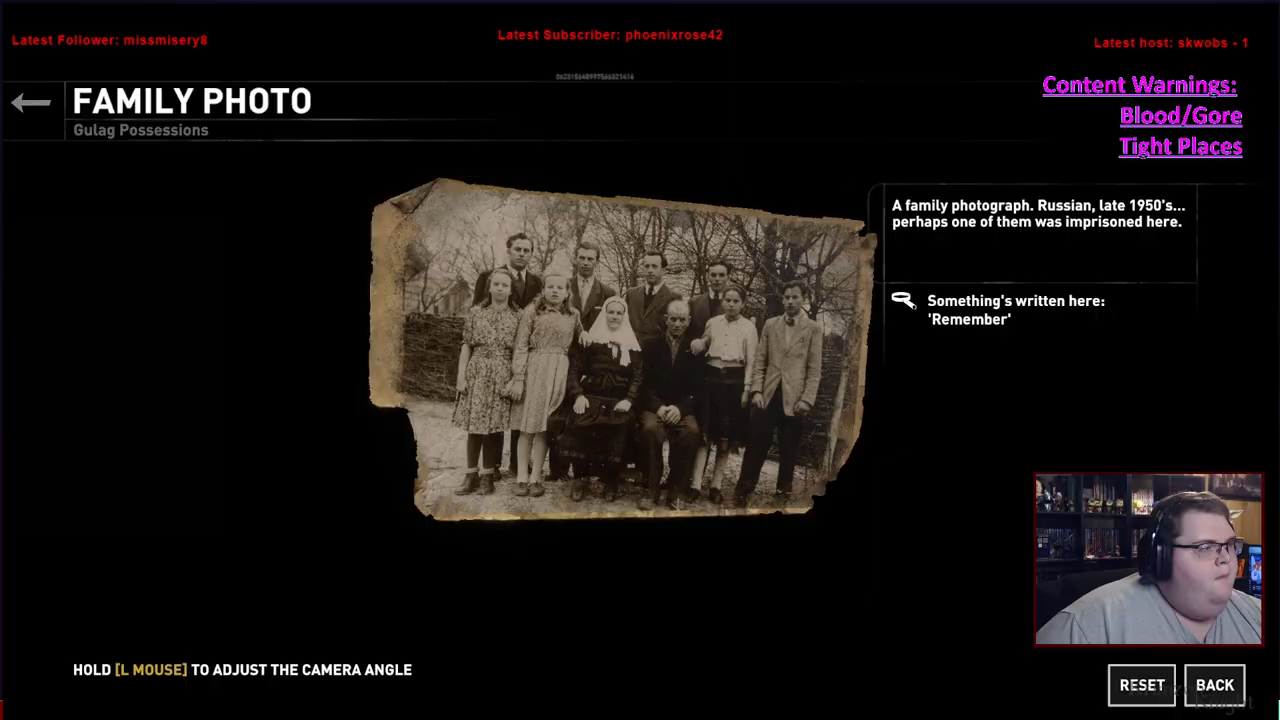 Latest Follower: missmisery8
Latest Subscriber: phoenixrose42
Latest host: skwobs - 1
FAMILY PHOTO
Gulag Possessions
Content Warnings:
Blood/Gore
Tight Places
A family photograph. Russian, late 1950's...
perhaps one of them was imprisoned here.
Something's written here:
'Remember'
HOLD [L MOUSE] TO ADJUST THE CAMERA ANGLE
RESET
BACK